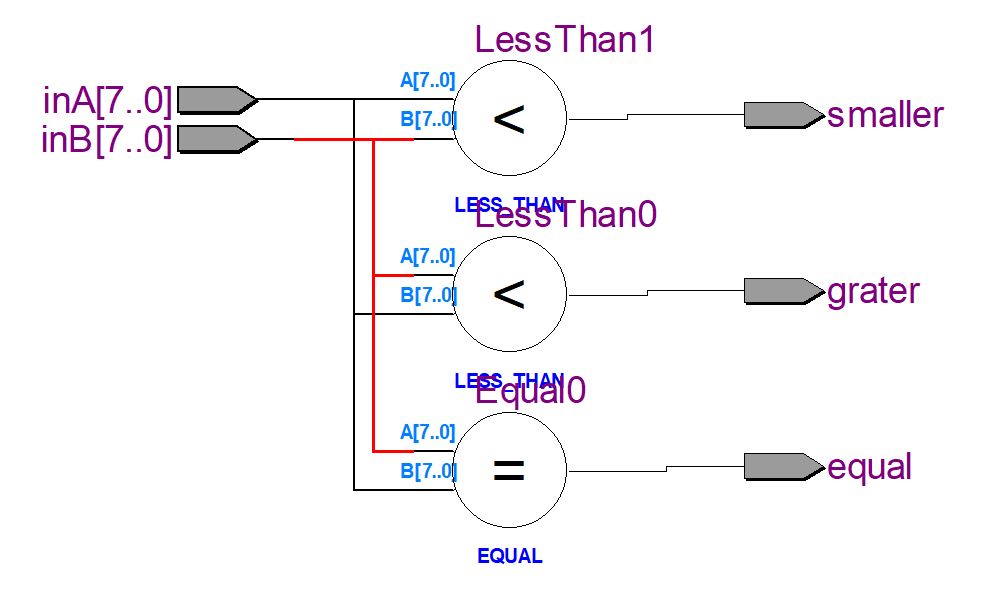 LessThan1
inA[7..0]
A[7..0]
inB[7..0]
B[7..0]
<
smaller
LESS_THAN
LessThan0
A[7..0]
B[7..0]
<
grater
LESS_THAN
Equal0
A[7..0]
B[7..0]
=
equal
EQUAL